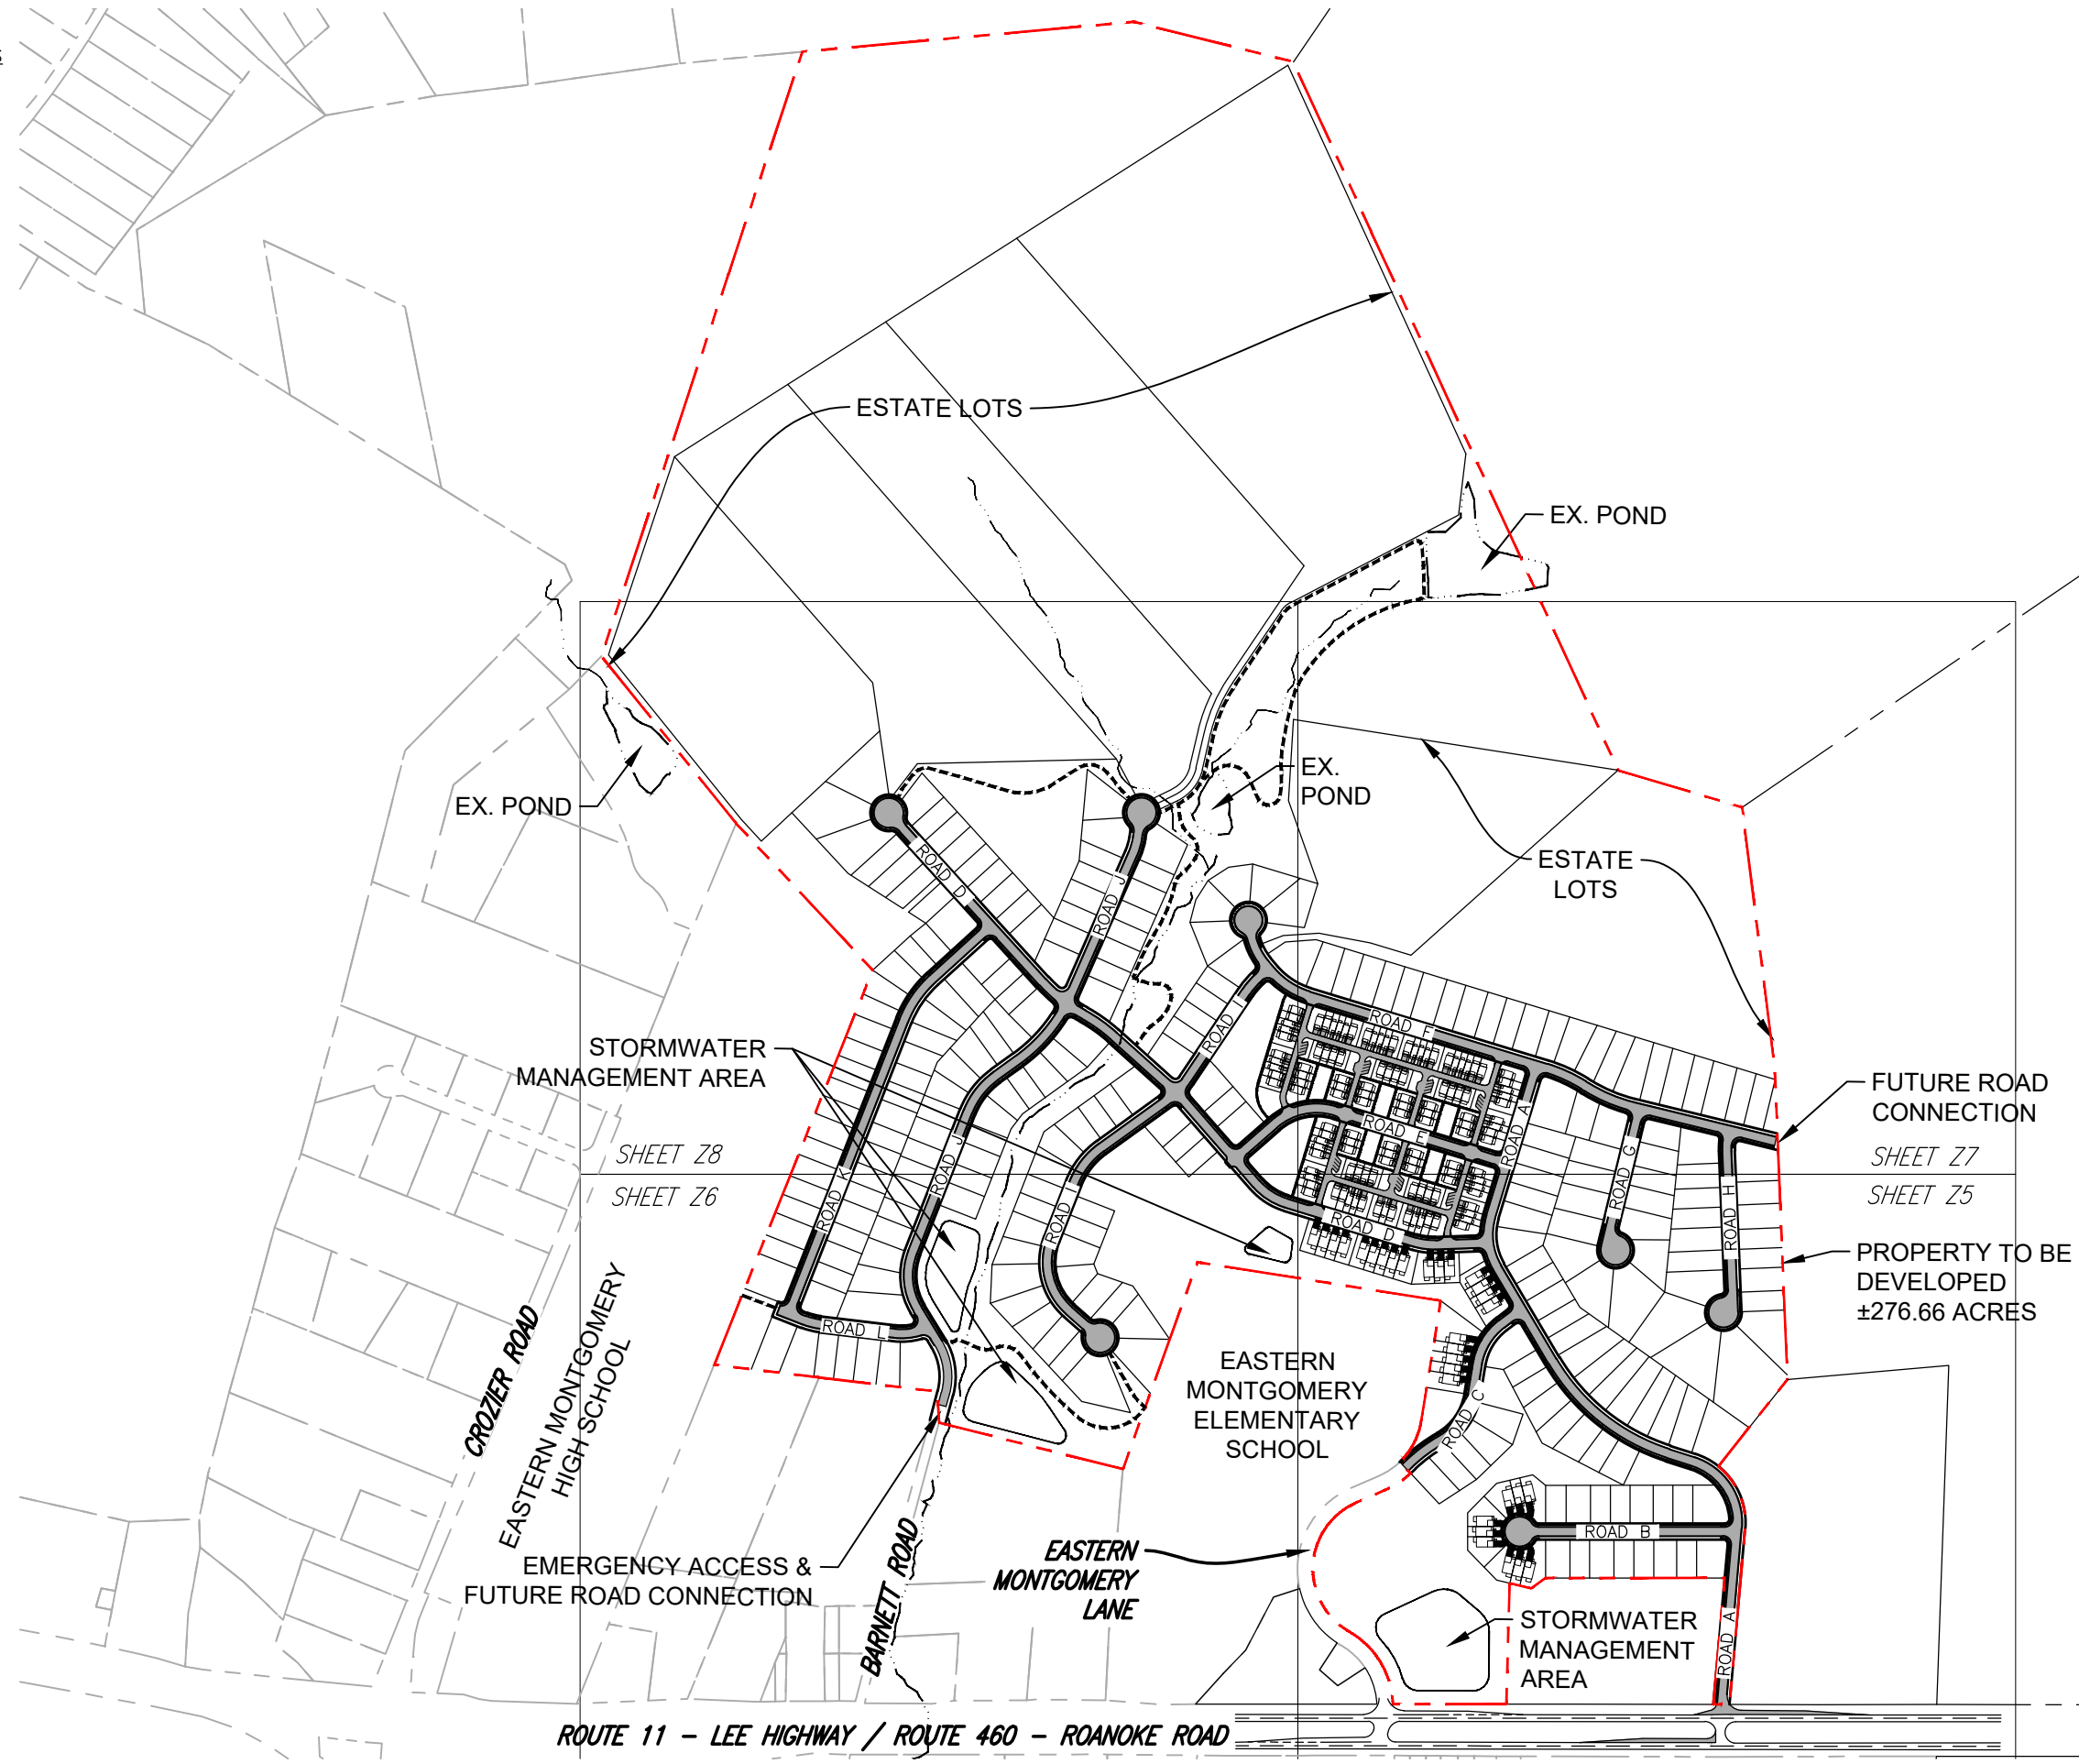 ESTATE LOTS
EX. POND
EX. POND
EX.
POND
ESTATE
LOTS
ROAD D
ROAD J
ROAD I
ROAD F
STORMWATER
MANAGEMENT AREA
FUTURE ROAD
CONNECTION
ROAD A
ROAD E
ROAD G
SHEET Z8
SHEET Z7
SHEET Z6
SHEET Z5
ROAD K
ROAD J
ROAD I
ROAD D
ROAD H
PROPERTY TO BE
DEVELOPED
±276.66 ACRES
ROAD L
CROZIER ROAD
EASTERN MONTGOMERY
HIGH SCHOOL
EASTERN
MONTGOMERY
ELEMENTARY
SCHOOL
ROAD C
ROAD B
EMERGENCY ACCESS &
FUTURE ROAD CONNECTION
BARNETT ROAD
EASTERN
MONTGOMERY
LANE
STORMWATER
MANAGEMENT
AREA
ROAD A
ROUTE 11 – LEE HIGHWAY / ROUTE 460 – ROANOKE ROAD